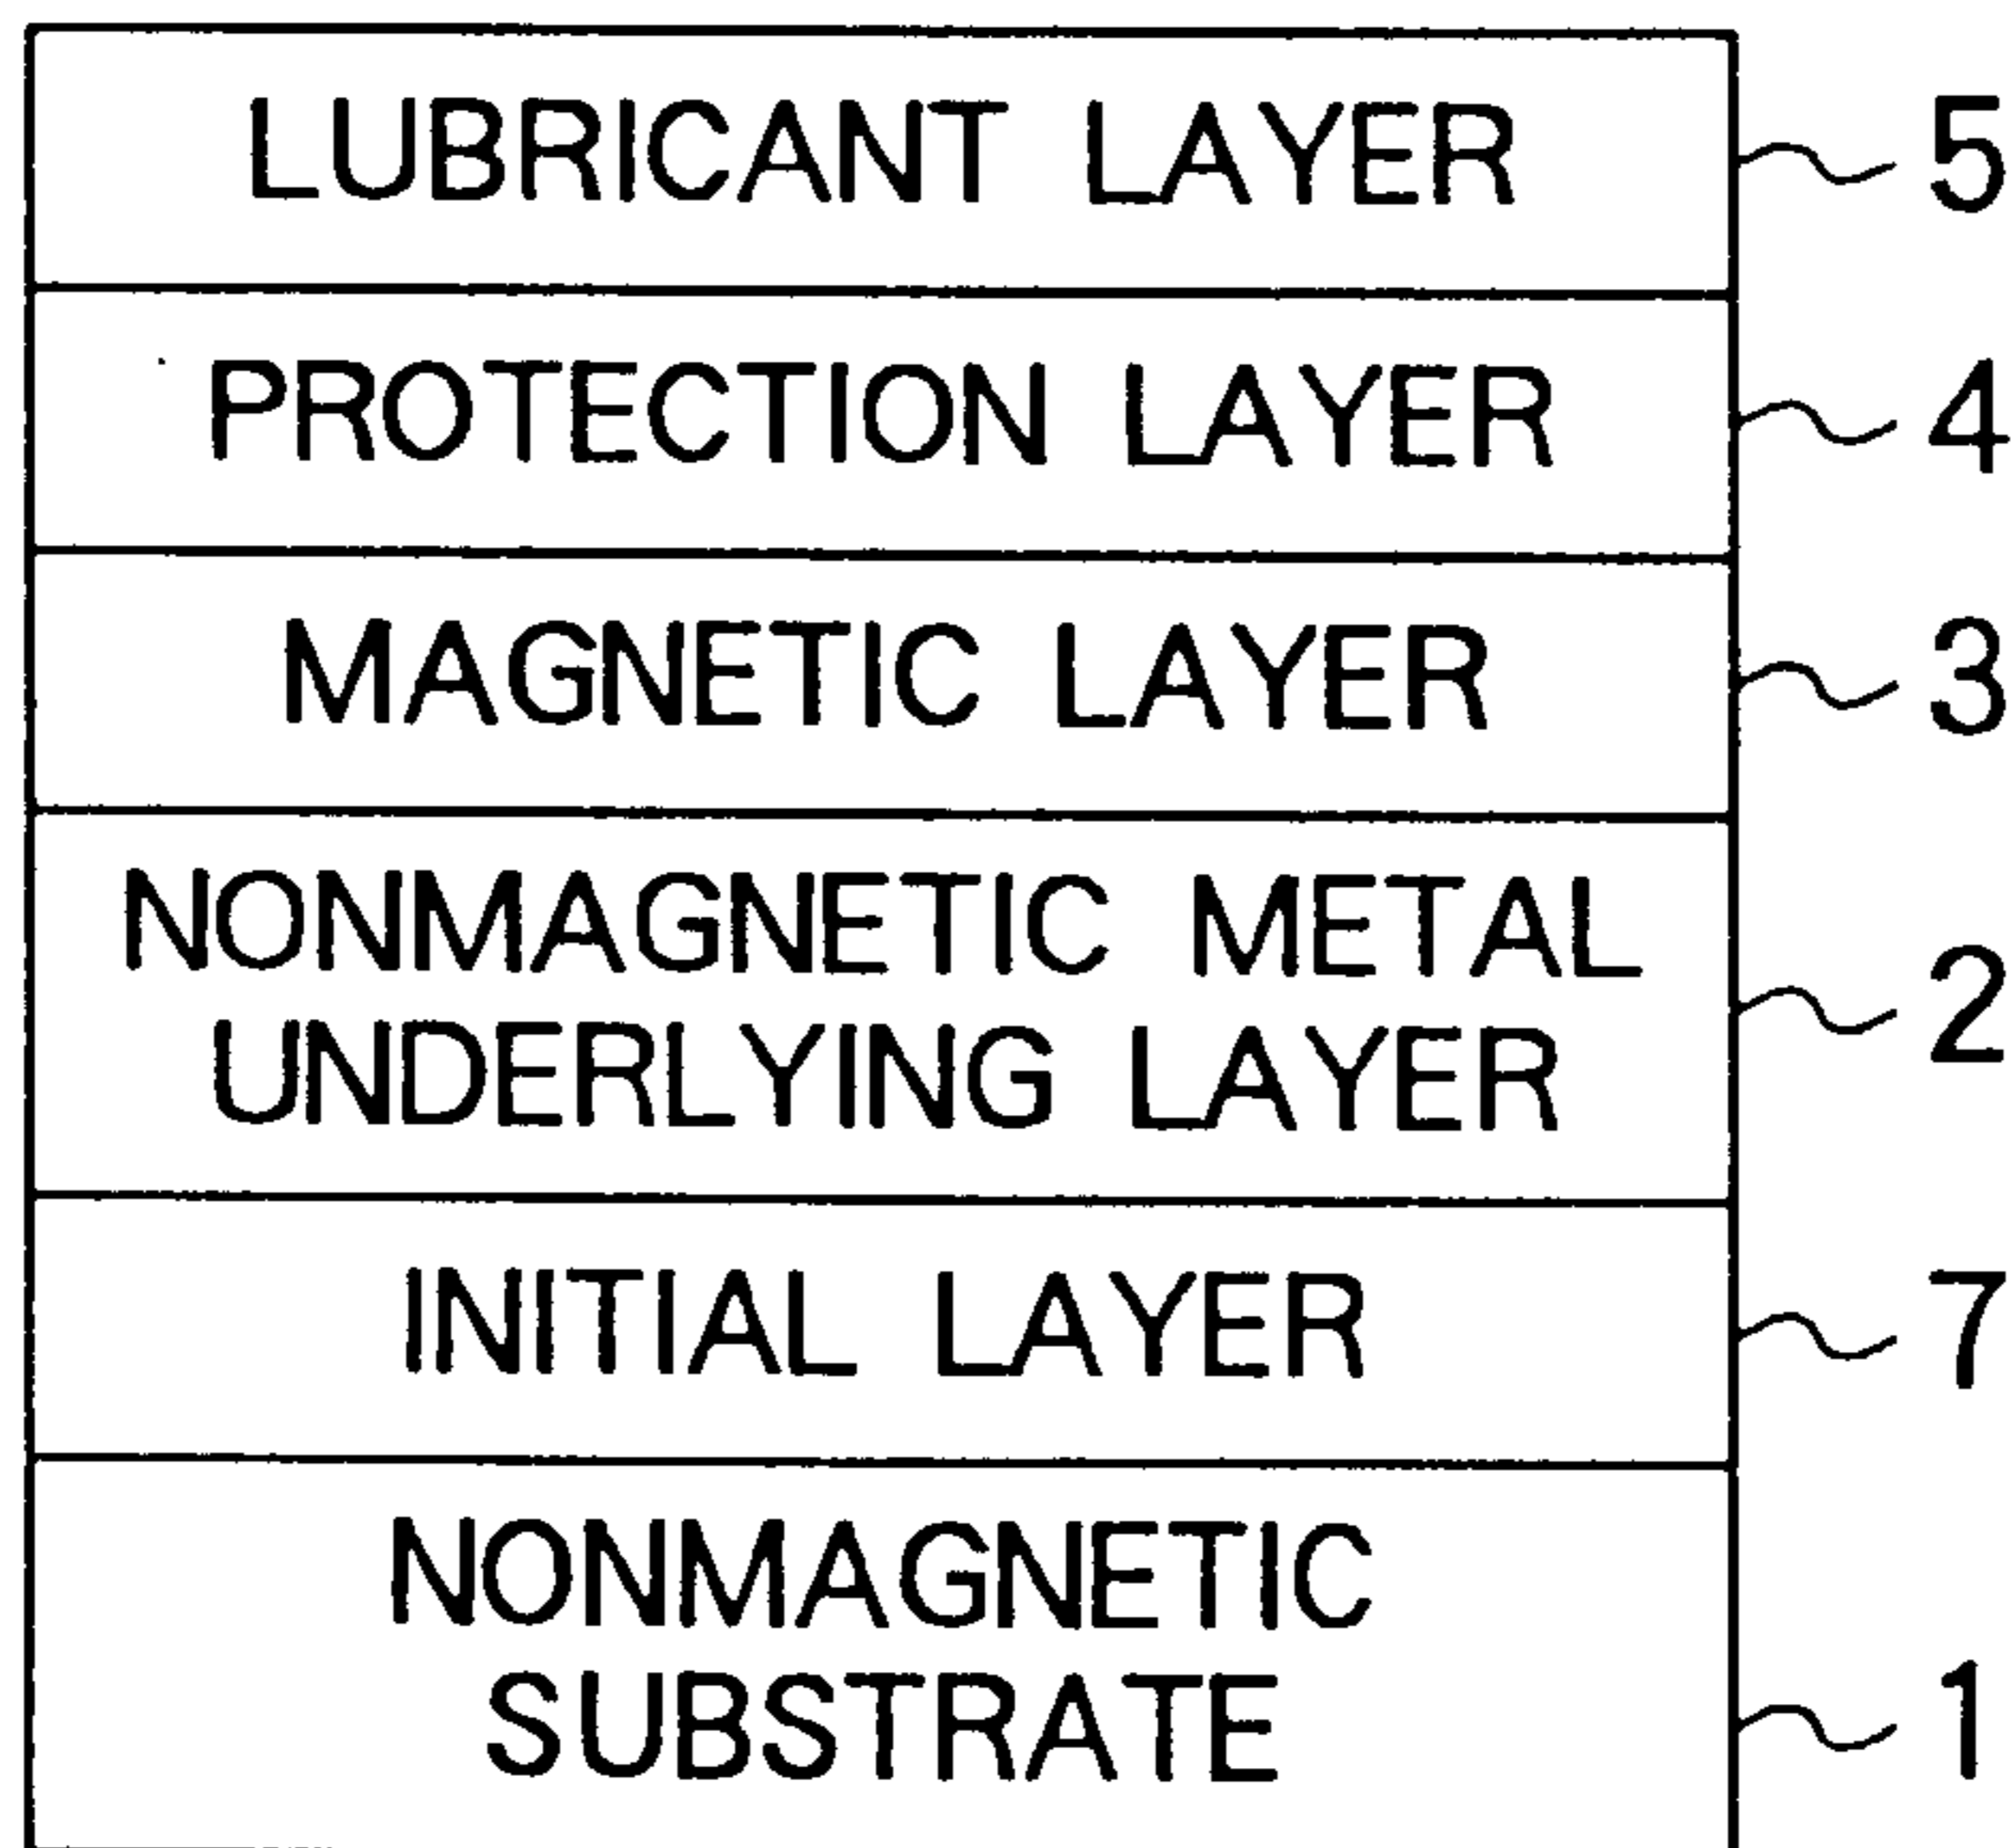 LUBRICANT LAYER 5
PROTECTION LAYER 4
MAGNETIC LAYER 3
NONMAGNETIC METAL
UNDERLYING LAYER 2
INITIAL LAYER 7
NONMAGNETIC
SUBSTRATE 1